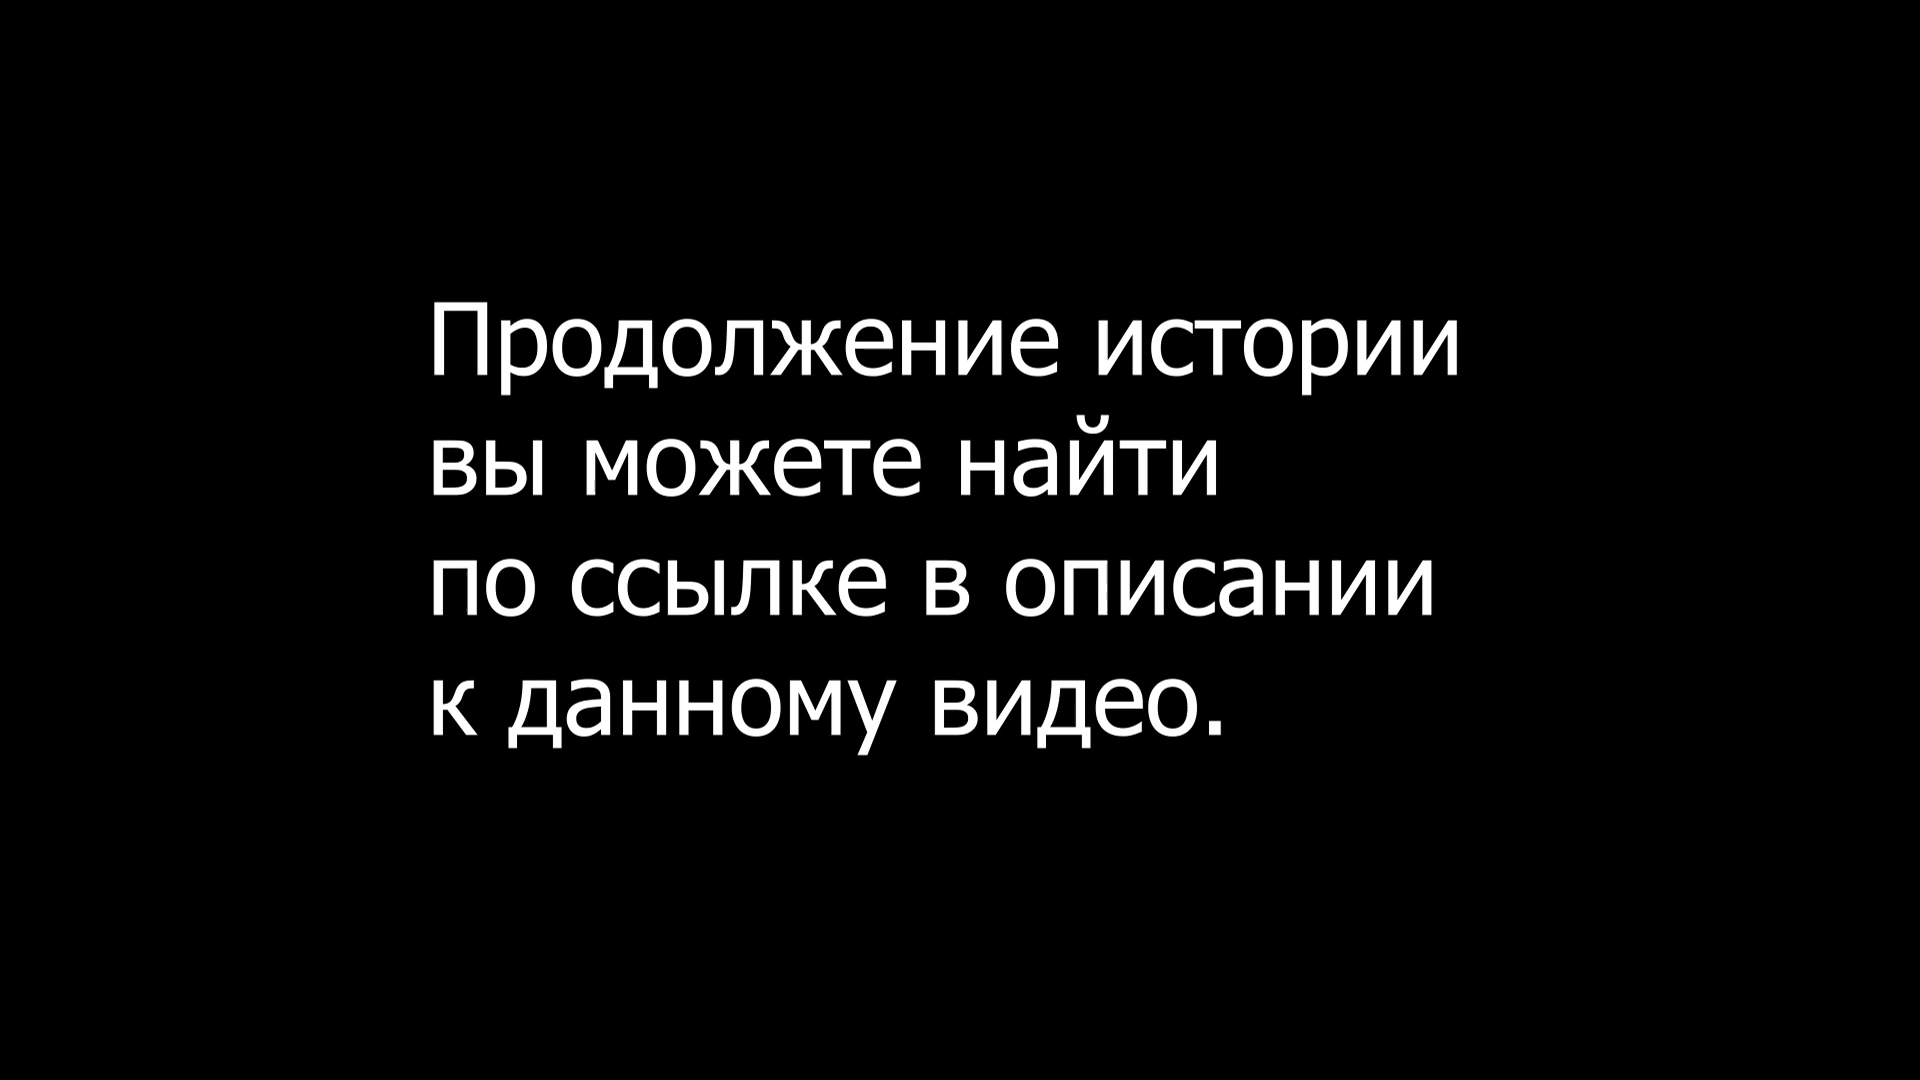 Продолжение истории
вы можете найти
по ссылке в описании
к данному видео.